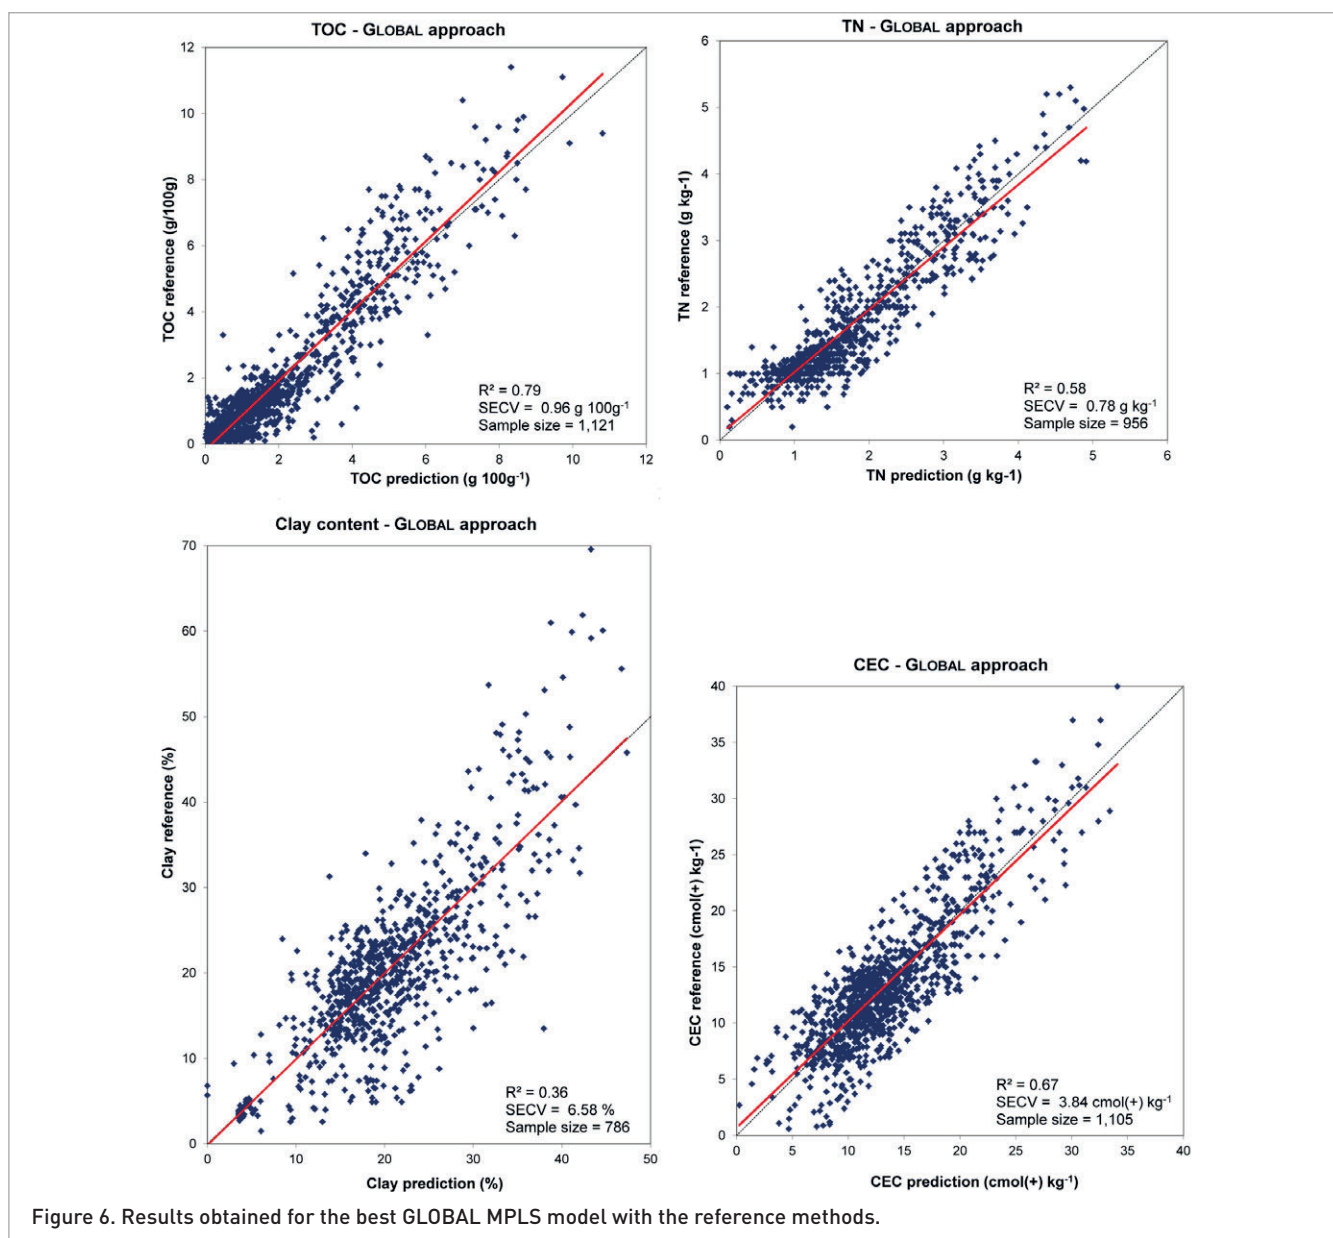 TOC - GLOBAL approach
12
10
8
6
4
2
0
0 2 4 6 8 10 12
TOC reference (g/100g)
TOC prediction (g 100g-1)
R² = 0.79
SECV = 0.96 g 100g-1
Sample size = 1,121
TN - GLOBAL approach
6
5
4
3
2
1
0
0 1 2 3 4 5 6
TN reference (g kg-1)
TN prediction (g kg-1)
R² = 0.58
SECV = 0.78 g kg-1
Sample size = 956
Clay content - GLOBAL approach
70
60
50
40
30
20
10
0
0 10 20 30 40 50
Clay reference (%)
Clay prediction (%)
R² = 0.36
SECV = 6.58 %
Sample size = 786
CEC - GLOBAL approach
40
35
30
25
20
15
10
5
0
0 5 10 15 20 25 30 35 40
CEC reference (cmol(+) kg-1)
CEC prediction (cmol(+) kg-1)
R² = 0.67
SECV = 3.84 cmol(+) kg-1
Sample size = 1,105
Figure 6. Results obtained for the best GLOBAL MPLS model with the reference methods.